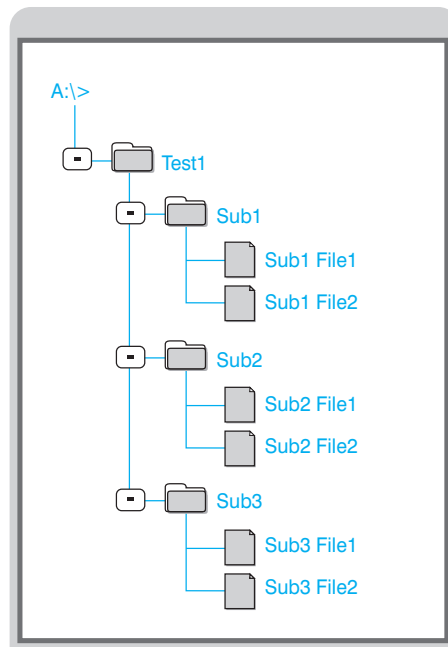 A:\>
Test1
Sub1
Sub1 File1
Sub1 File2
Sub2
Sub2 File1
Sub2 File2
Sub3
Sub3 File1
Sub3 File2